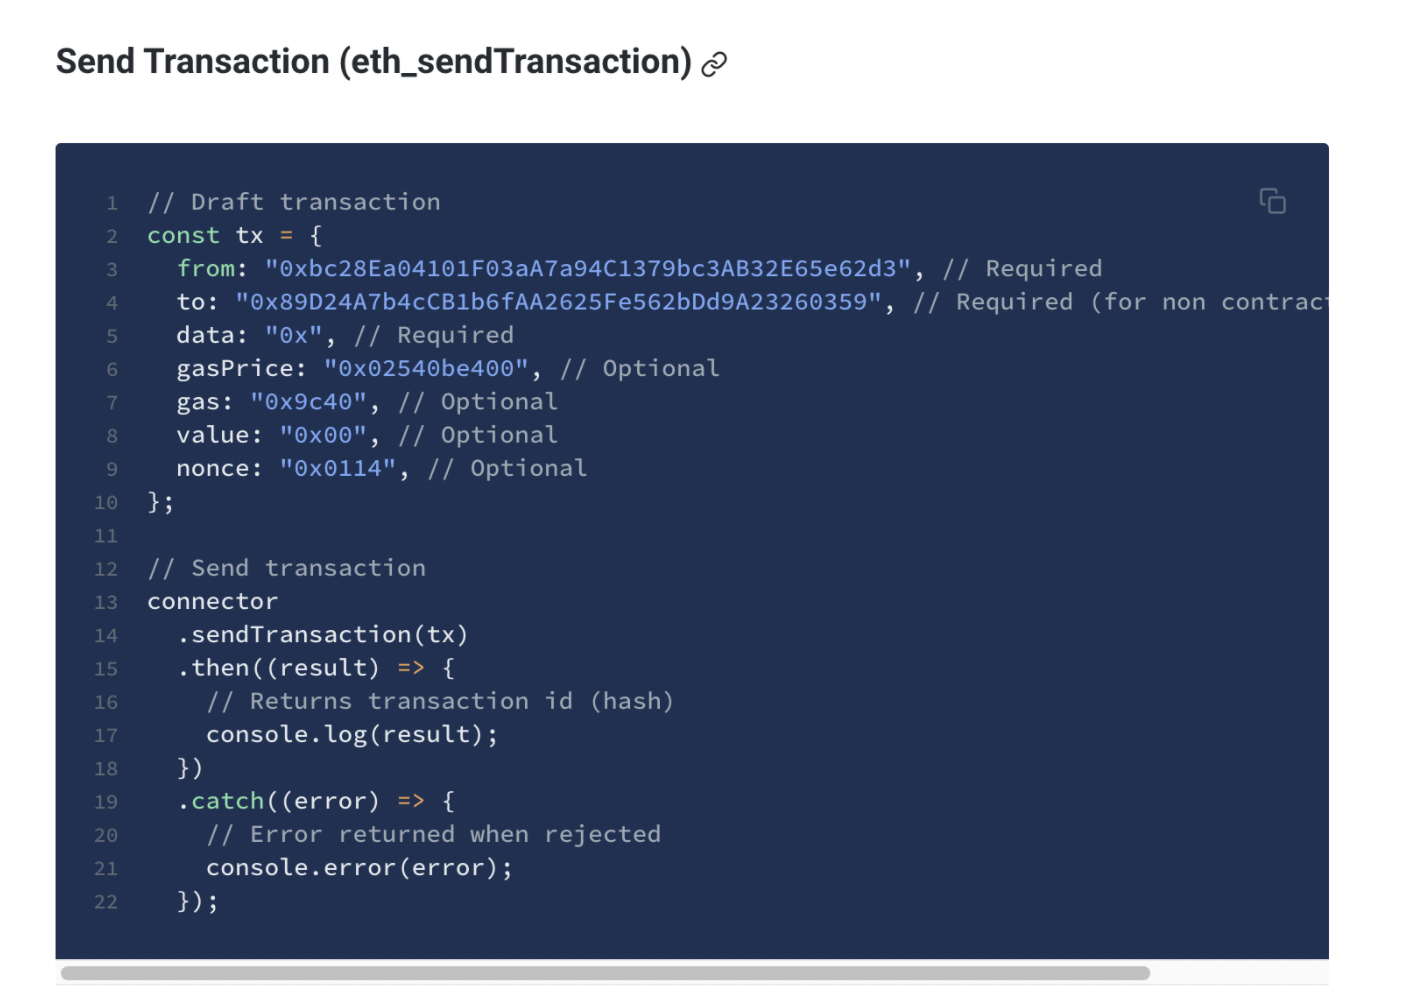 Send Transaction (eth_sendTransaction)
1 // Draft transaction
2 const tx = {
3   from: "0xbc28Ea04101F03aA7a94C1379bc3AB32E65e62d3", // Required
4   to: "0x89D24A7b4cCB1b6fAA2625Fe562bDd9A23260359", // Required (for non contrac
5   data: "0x", // Required
6   gasPrice: "0x02540be400", // Optional
7   gas: "0x9c40", // Optional
8   value: "0x00", // Optional
9   nonce: "0x0114", // Optional
10 };
11
12 // Send transaction
13 connector
14   .sendTransaction(tx)
15   .then((result) => {
16     // Returns transaction id (hash)
17     console.log(result);
18   })
19   .catch((error) => {
20     // Error returned when rejected
21     console.error(error);
22   });